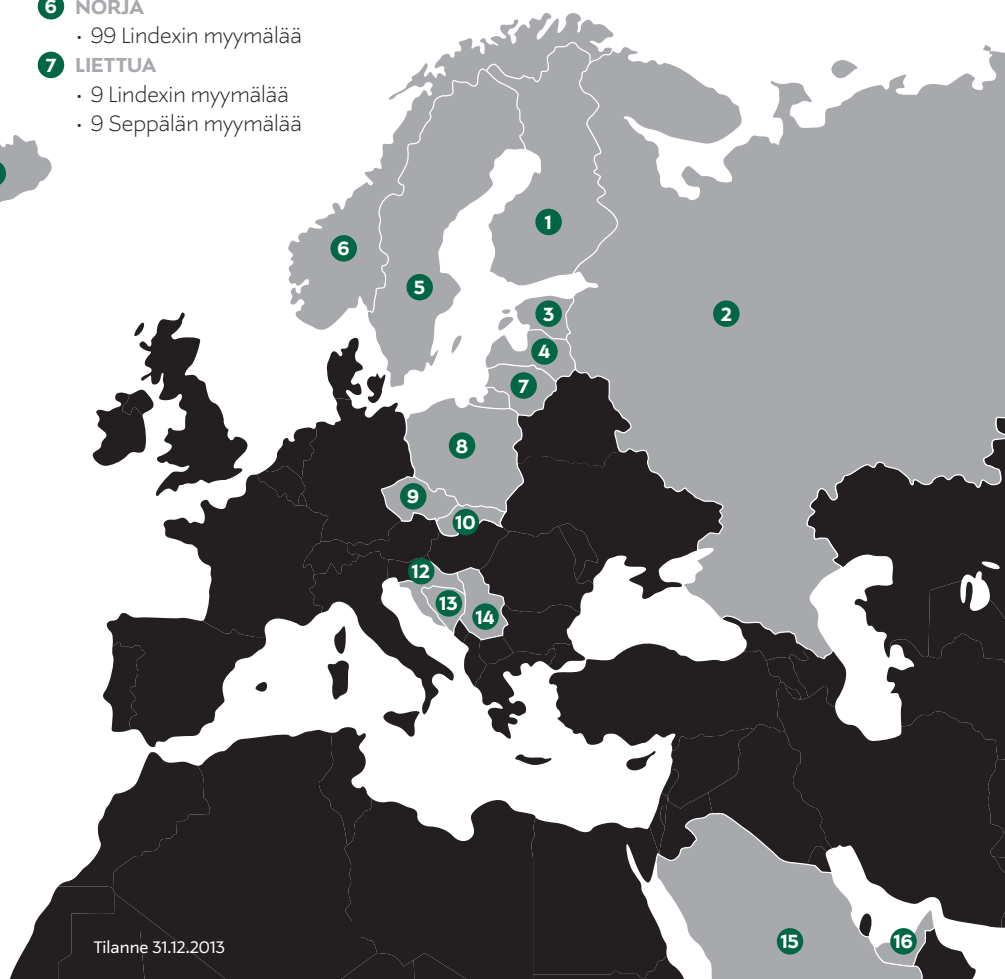 6 NORJA
• 99 Lindexin myymälää
7 LIETTUA
• 9 Lindexin myymälää
• 9 Seppälän myymälää
1
6
5
3
2
4
7
8
9
10
12
13
14
15
16
Tilanne 31.12.2013